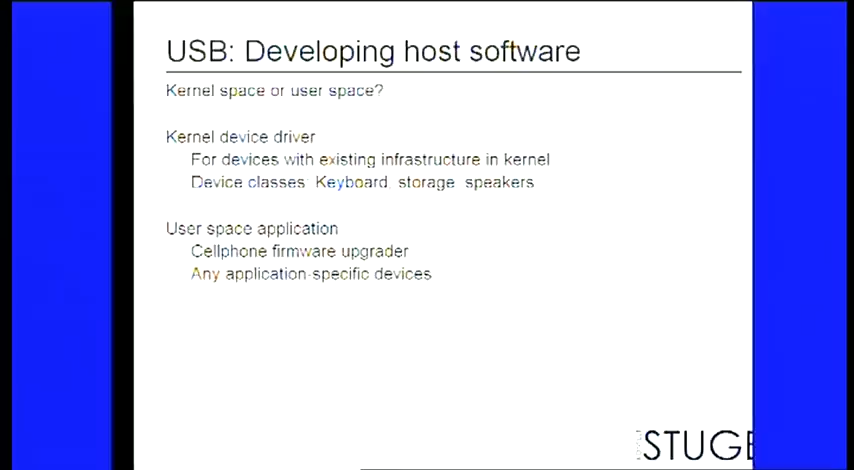 USB: Developing host software
Kernel space or user space?
Kernel device driver
For devices with existing infrastructure in kernel
Device classes: Keyboard, storage, speakers
User space application
Cellphone firmware upgrader
Any application-specific devices
STUGE